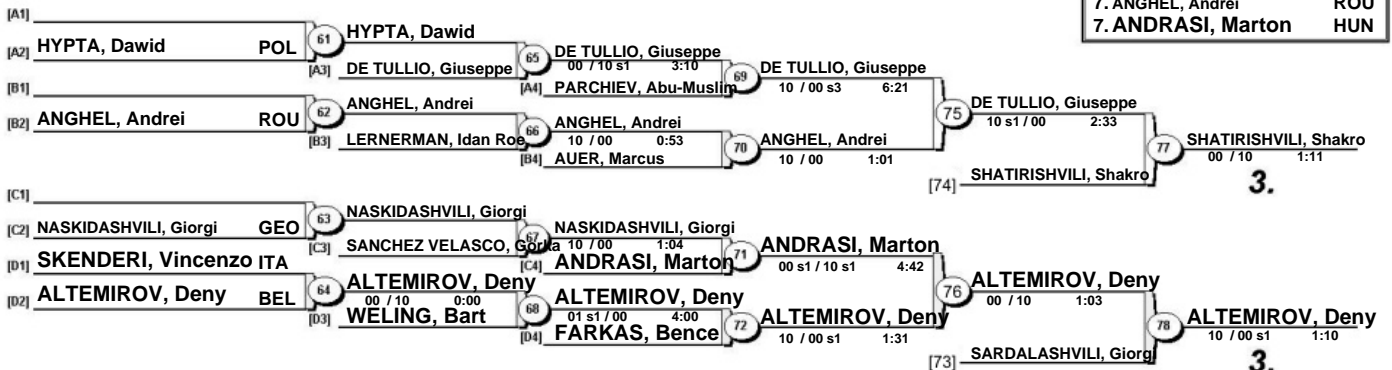 7. ANGHEL, Andrei ROU
7. ANDRASI, Marton HUN
[A1]
[A2] HYPTA, Dawid POL
61 HYPTA, Dawid
[A3] DE TULLIO, Giuseppe
65 DE TULLIO, Giuseppe
00 / 10 s1 3:10
[A4] PARCHIEV, Abu-Muslim
69 DE TULLIO, Giuseppe
10 / 00 s3 6:21
[B1]
[B2] ANGHEL, Andrei ROU
62 ANGHEL, Andrei
[B3] LERNERMAN, Idan Roe
66 ANGHEL, Andrei
10 / 00 0:53
[B4] AUER, Marcus
70 ANGHEL, Andrei
10 / 00 1:01
75 DE TULLIO, Giuseppe
10 s1 / 00 2:33
[74] SHATIRISHVILI, Shakro
77 SHATIRISHVILI, Shakro
00 / 10 1:11
3.
[C1]
[C2] NASKIDASHVILI, Giorgi GEO
63 NASKIDASHVILI, Giorgi
[C3] SANCHEZ VELASCO, Gorka
67 NASKIDASHVILI, Giorgi
10 / 00 1:04
[C4] ANDRASI, Marton
71 ANDRASI, Marton
00 s1 / 10 s1 4:42
[D1] SKENDERI, Vincenzo ITA
[D2] ALTEMIROV, Deny BEL
64 ALTEMIROV, Deny
00 / 10 0:00
[D3] WELING, Bart
68 ALTEMIROV, Deny
01 s1 / 00 4:00
[D4] FARKAS, Bence
72 ALTEMIROV, Deny
10 / 00 s1 1:31
76 ALTEMIROV, Deny
00 / 10 1:03
[73] SARDALASHVILI, Giorgi
78 ALTEMIROV, Deny
10 / 00 s1 1:10
3.